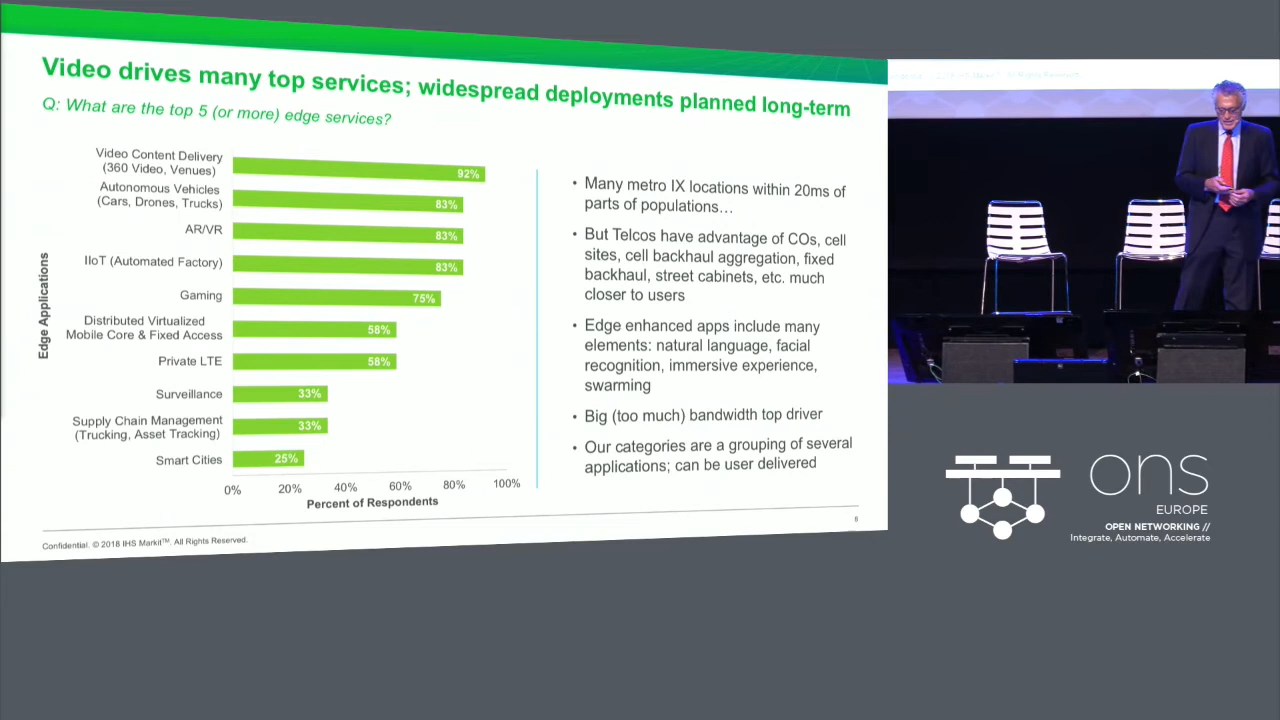 Video drives many top services; widespread deployments planned long-term
Q: What are the top 5 (or more) edge services?
Edge Applications
Video Content Delivery
(360 Video, Venues)
92%
Autonomous Vehicles
(Cars, Drones, Trucks)
83%
AR/VR
83%
IIoT (Automated Factory)
83%
Gaming
75%
Distributed Virtualized
Mobile Core & Fixed Access
58%
Private LTE
58%
Surveillance
33%
Supply Chain Management
(Trucking, Asset Tracking)
33%
Smart Cities
25%
0% 20% 40% 60% 80% 100%
Percent of Respondents
• Many metro IX locations within 20ms of
parts of populations…
• But Telcos have advantage of COs, cell
sites, cell backhaul aggregation, fixed
backhaul, street cabinets, etc. much
closer to users
• Edge enhanced apps include many
elements: natural language, facial
recognition, immersive experience,
swarming
• Big (too much) bandwidth top driver
• Our categories are a grouping of several
applications; can be user delivered
Confidential. © 2018 IHS Markit™. All Rights Reserved.
8
ons
EUROPE
OPEN NETWORKING //
Integrate, Automate, Accelerate